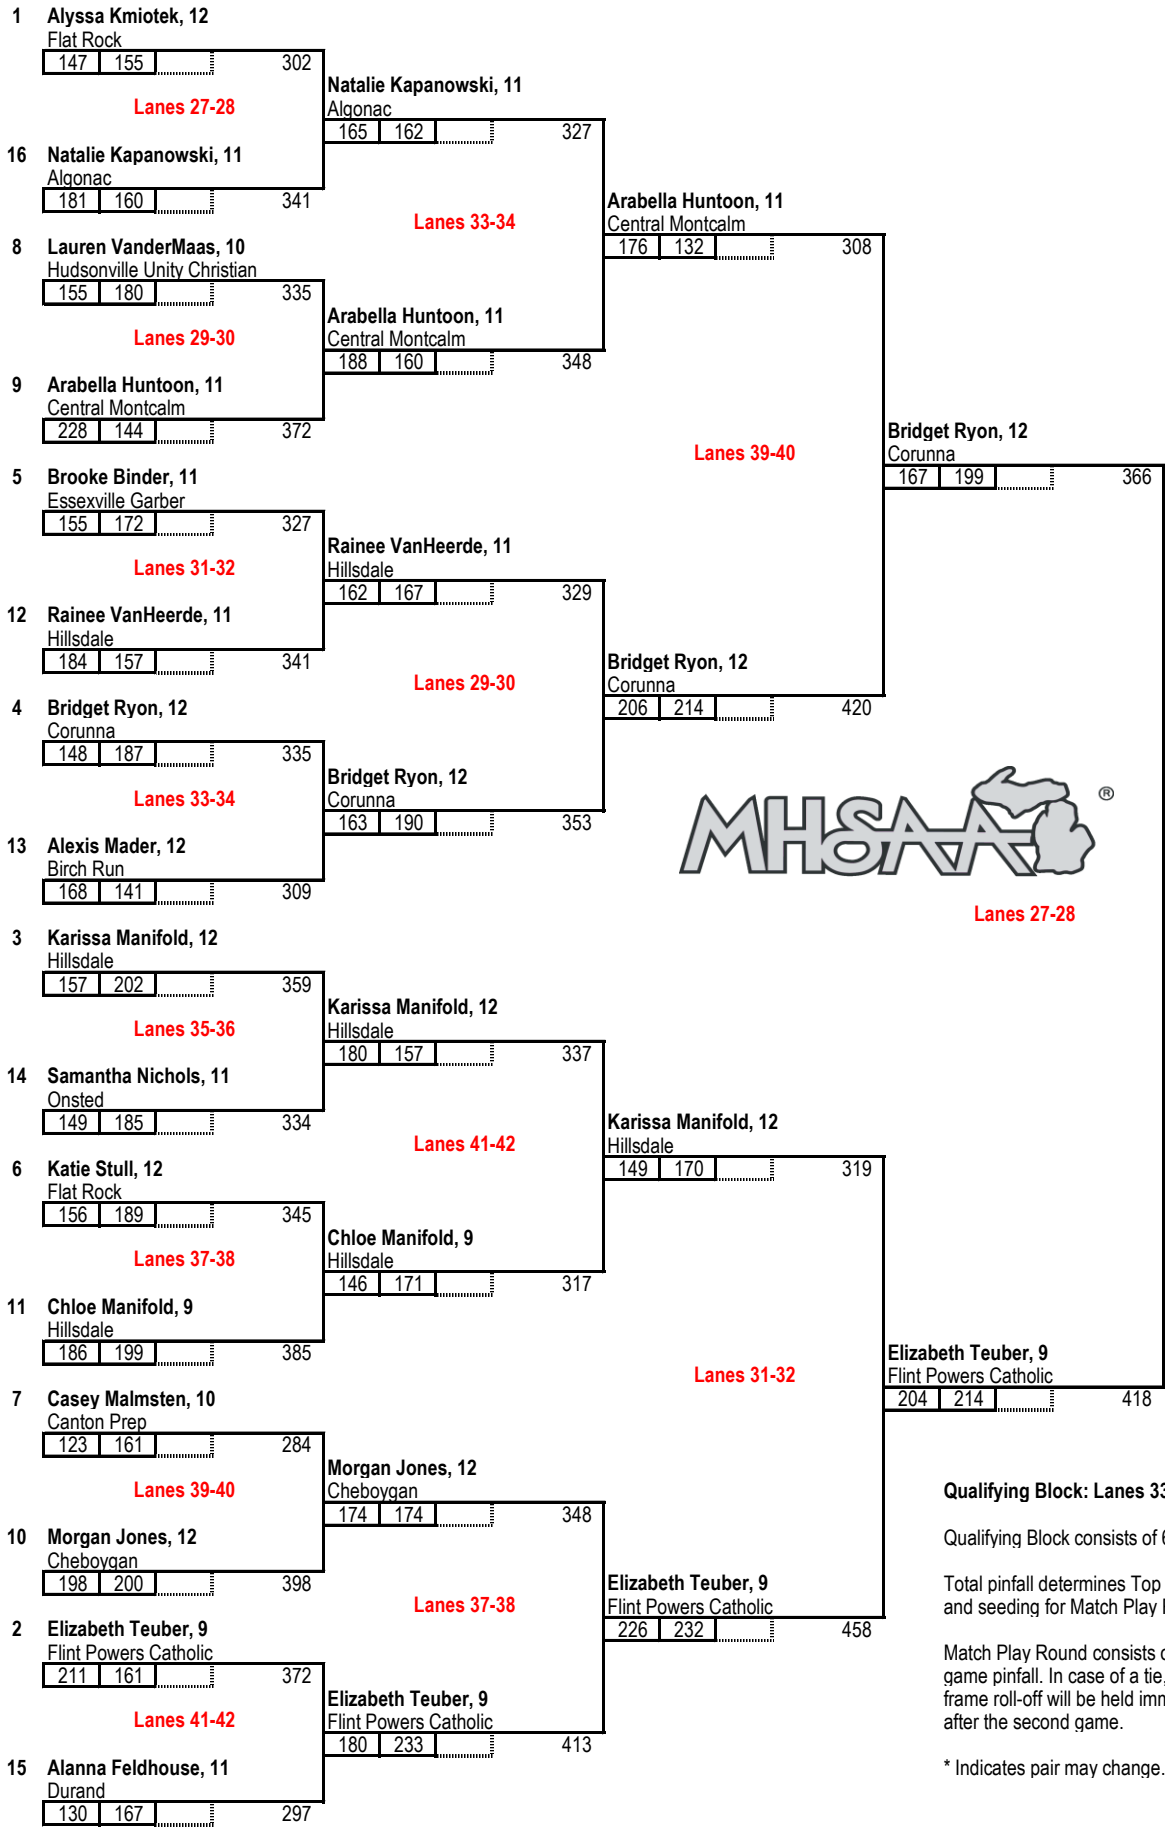 1 Alyssa Kmiotek, 12
Flat Rock
147 155 302
Lanes 27-28
16 Natalie Kapanowski, 11
Algonac
181 160 341
8 Lauren VanderMaas, 10
Hudsonville Unity Christian
155 180 335
Lanes 29-30
9 Arabella Huntoon, 11
Central Montcalm
228 144 372
5 Brooke Binder, 11
Essexville Garber
155 172 327
Lanes 31-32
12 Rainee VanHeerde, 11
Hillsdale
184 157 341
4 Bridget Ryon, 12
Corunna
148 187 335
Lanes 33-34
13 Alexis Mader, 12
Birch Run
168 141 309
3 Karissa Manifold, 12
Hillsdale
157 202 359
Lanes 35-36
14 Samantha Nichols, 11
Onsted
149 185 334
6 Katie Stull, 12
Flat Rock
156 189 345
Lanes 37-38
11 Chloe Manifold, 9
Hillsdale
186 199 385
7 Casey Malmsten, 10
Canton Prep
123 161 284
Lanes 39-40
10 Morgan Jones, 12
Cheboygan
198 200 398
2 Elizabeth Teuber, 9
Flint Powers Catholic
211 161 372
Lanes 41-42
15 Alanna Feldhouse, 11
Durand
130 167 297
Natalie Kapanowski, 11
Algonac
165 162 327
Lanes 33-34
Arabella Huntoon, 11
Central Montcalm
188 160 348
Rainee VanHeerde, 11
Hillsdale
162 167 329
Lanes 29-30
Bridget Ryon, 12
Corunna
163 190 353
Karissa Manifold, 12
Hillsdale
180 157 337
Lanes 41-42
Chloe Manifold, 9
Hillsdale
146 171 317
Morgan Jones, 12
Cheboygan
174 174 348
Lanes 37-38
Elizabeth Teuber, 9
Flint Powers Catholic
180 233 413
Arabella Huntoon, 11
Central Montcalm
176 132 308
Lanes 39-40
Bridget Ryon, 12
Corunna
206 214 420
Karissa Manifold, 12
Hillsdale
149 170 319
Lanes 31-32
Elizabeth Teuber, 9
Flint Powers Catholic
226 232 458
Bridget Ryon, 12
Corunna
167 199 366
MHSAA ®
Lanes 27-28
Elizabeth Teuber, 9
Flint Powers Catholic
204 214 418
Qualifying Block: Lanes 33
Qualifying Block consists of 6
Total pinfall determines Top
and seeding for Match Play
Match Play Round consists
game pinfall. In case of a tie,
frame roll-off will be held
after the second game.
* Indicates pair may change.